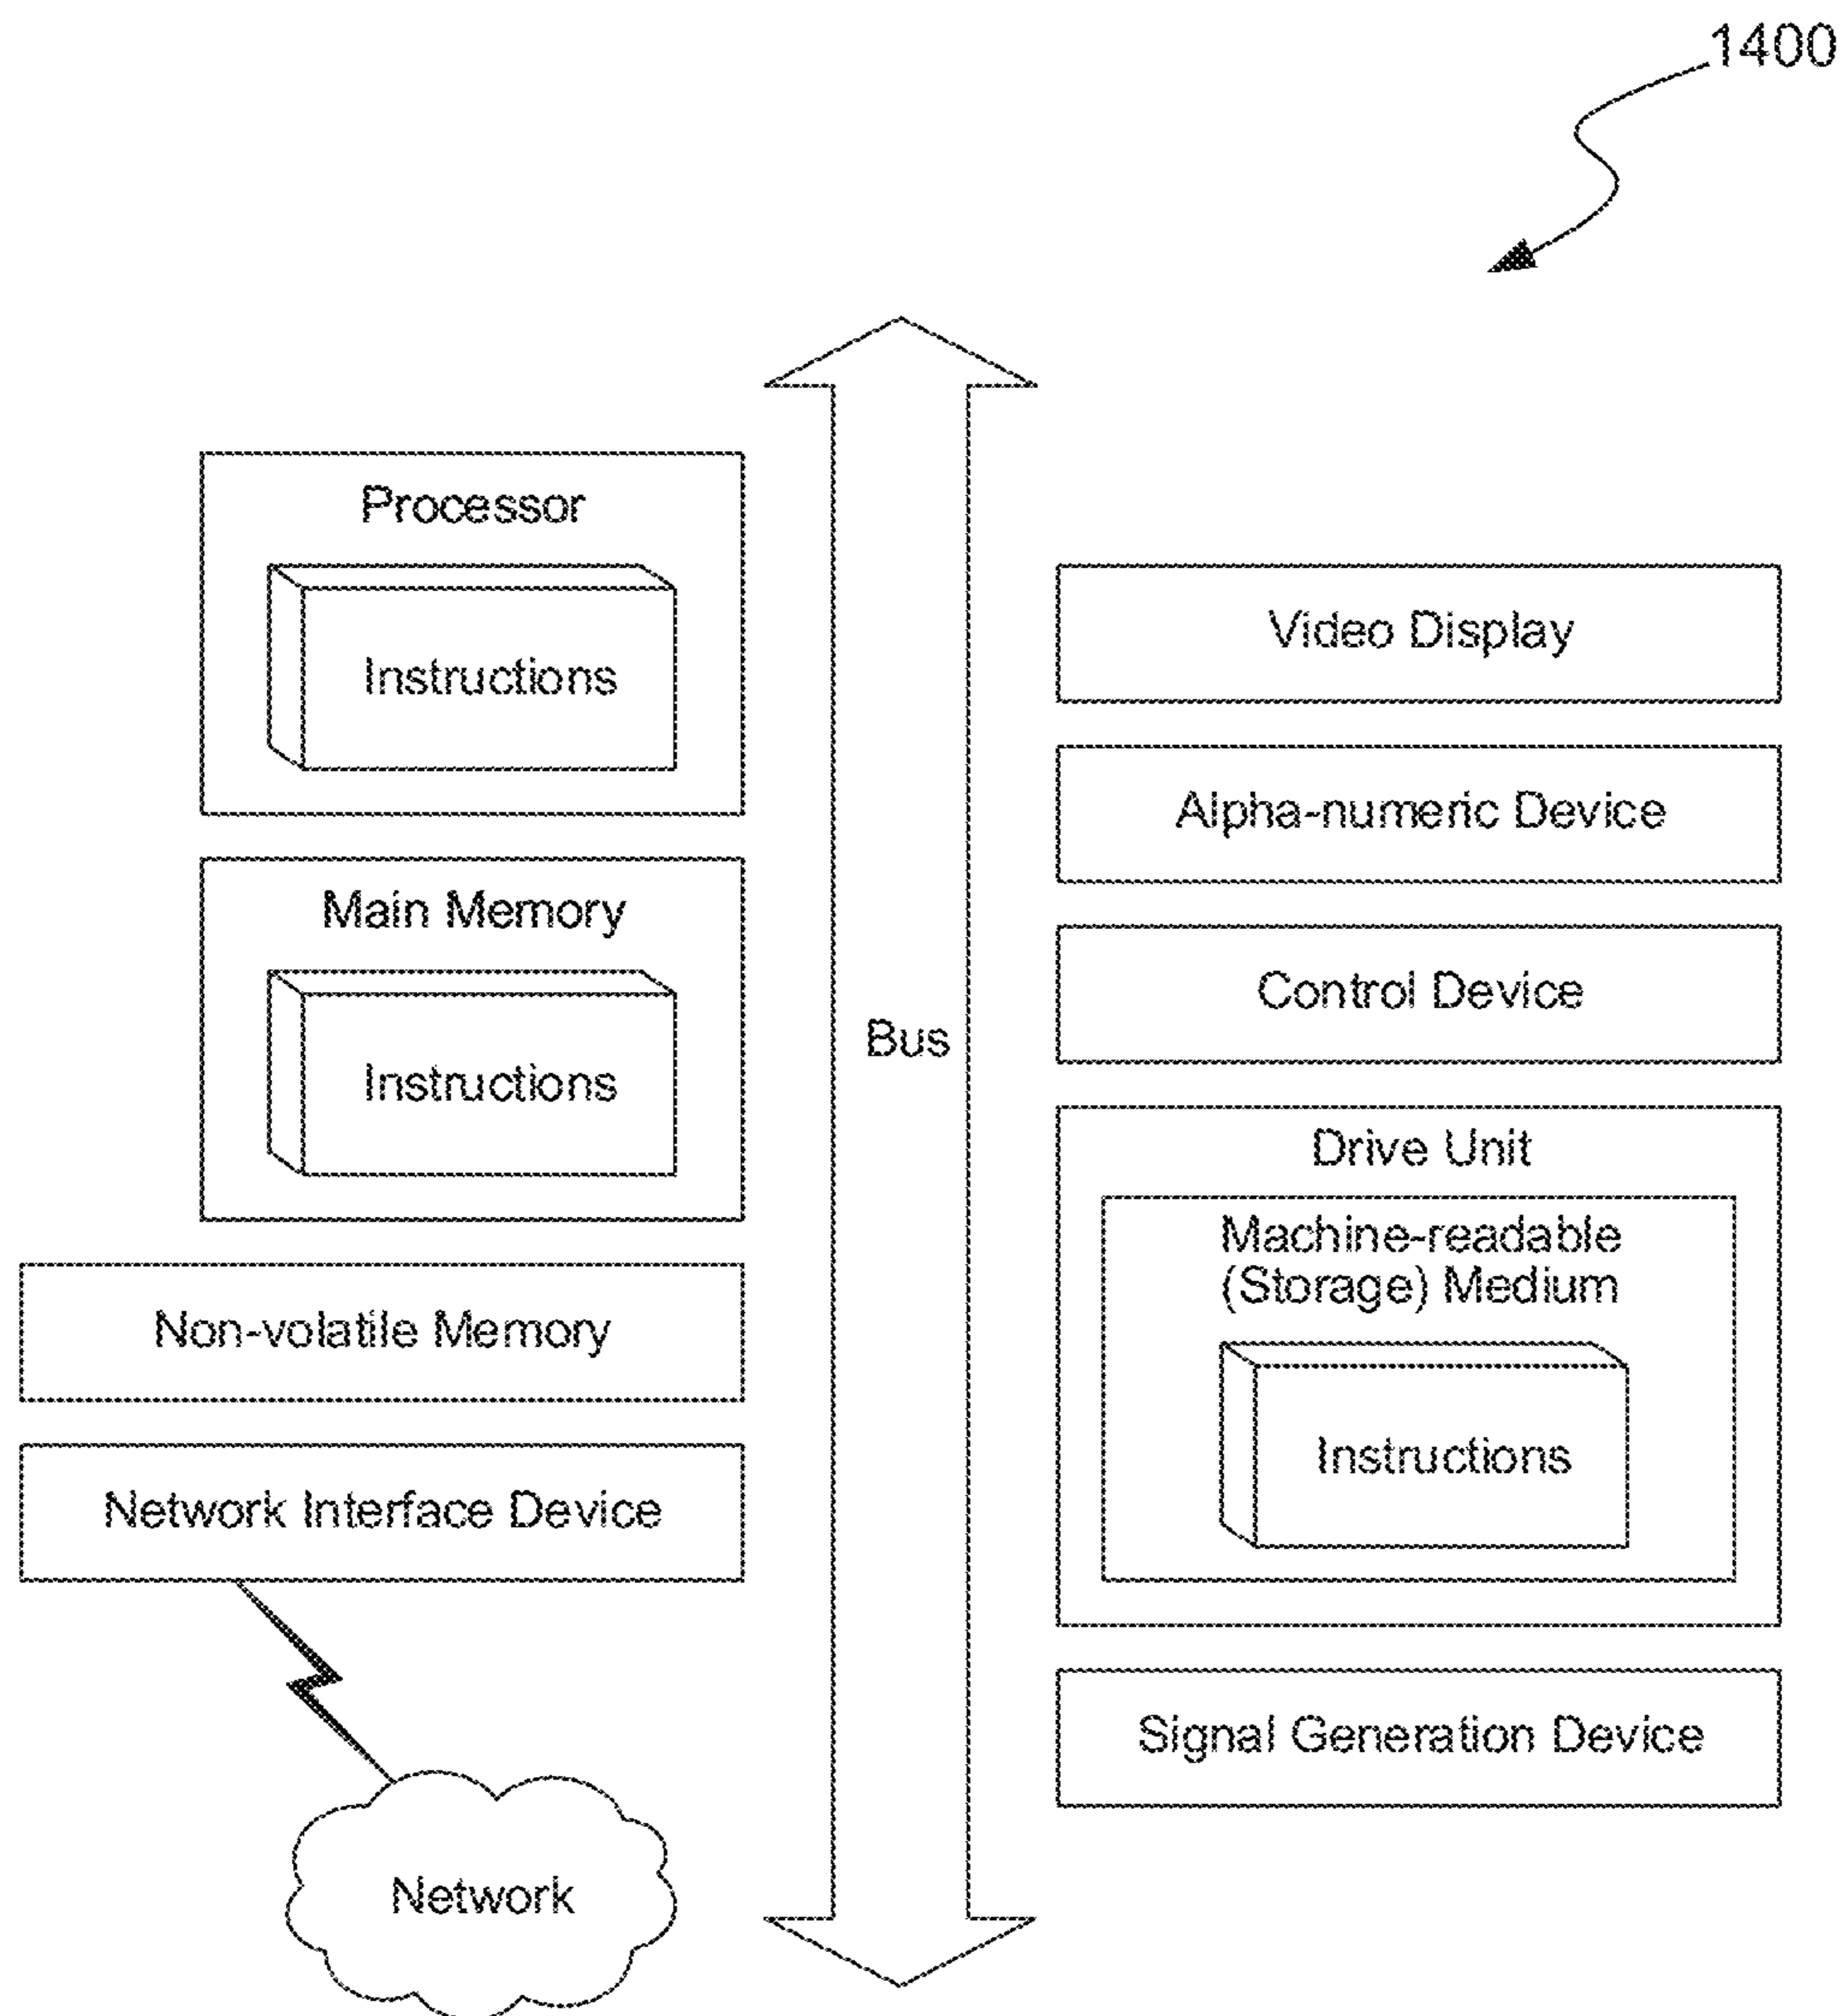 1400
Processor
Instructions
Main Memory
Instructions
Non-volatile Memory
Network Interface Device
Network
Bus
Video Display
Alpha-numeric Device
Control Device
Drive Unit
Machine-readable
(Storage) Medium
Instructions
Signal Generation Device